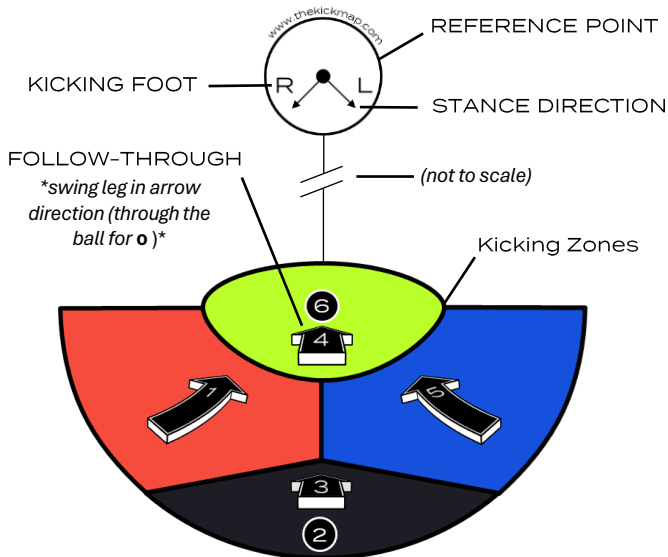 www.thekickmap.com
REFERENCE POINT
KICKING FOOT
R
L
STANCE DIRECTION
FOLLOW-THROUGH
*swing leg in arrow
direction (through the
ball for o )*
(not to scale)
Kicking Zones
6
4
1
5
3
2